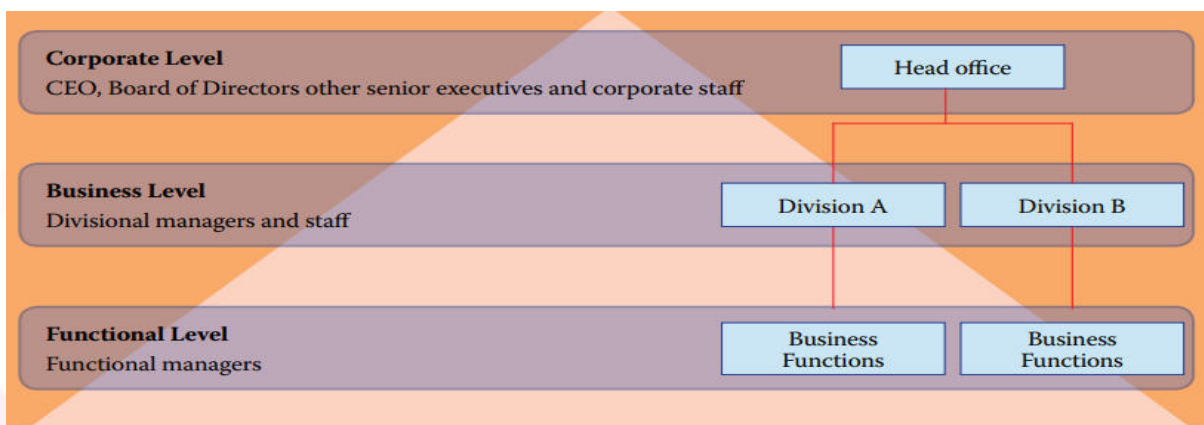 Corporate Level
CEO, Board of Directors other senior executives and corporate staff
Head office
Business Level
Divisional managers and staff
Division A
Division B
Functional Level
Functional managers
Business
Functions
Business
Functions